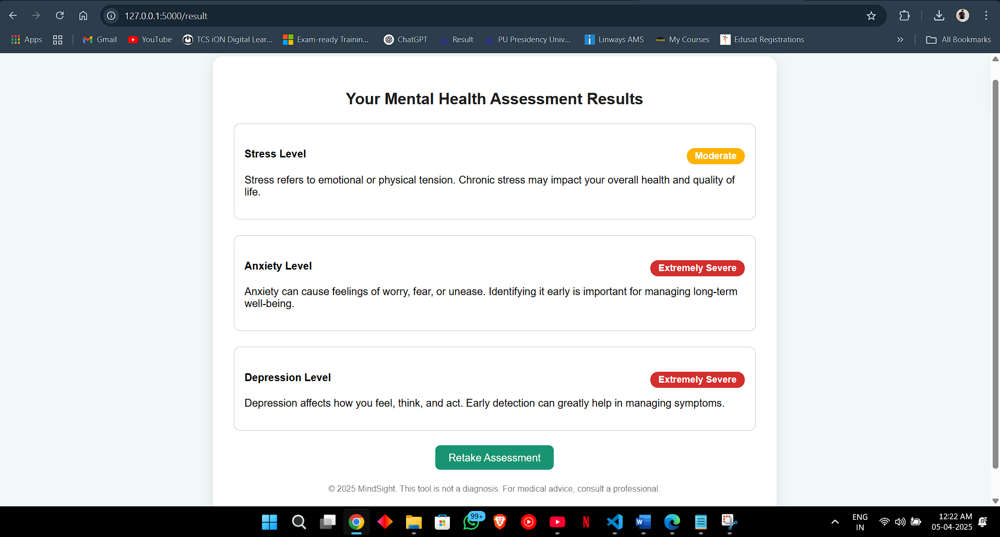 127.0.0.1:5000/result
Apps
Gmail
YouTube
TCS iON Digital Lear...
Exam-ready Trainin...
ChatGPT
Result
PU Presidency Univ...
Linways AMS
My Courses
Edusat Registrations
»
All Bookmarks
Your Mental Health Assessment Results
Stress Level
Moderate
Stress refers to emotional or physical tension. Chronic stress may impact your overall health and quality of
life.
Anxiety Level
Extremely Severe
Anxiety can cause feelings of worry, fear, or unease. Identifying it early is important for managing long-term
well-being.
Depression Level
Extremely Severe
Depression affects how you feel, think, and act. Early detection can greatly help in managing symptoms.
Retake Assessment
© 2025 MindSight. This tool is not a diagnosis. For medical advice, consult a professional.
99+
ENG
IN
12:22 AM
05-04-2025